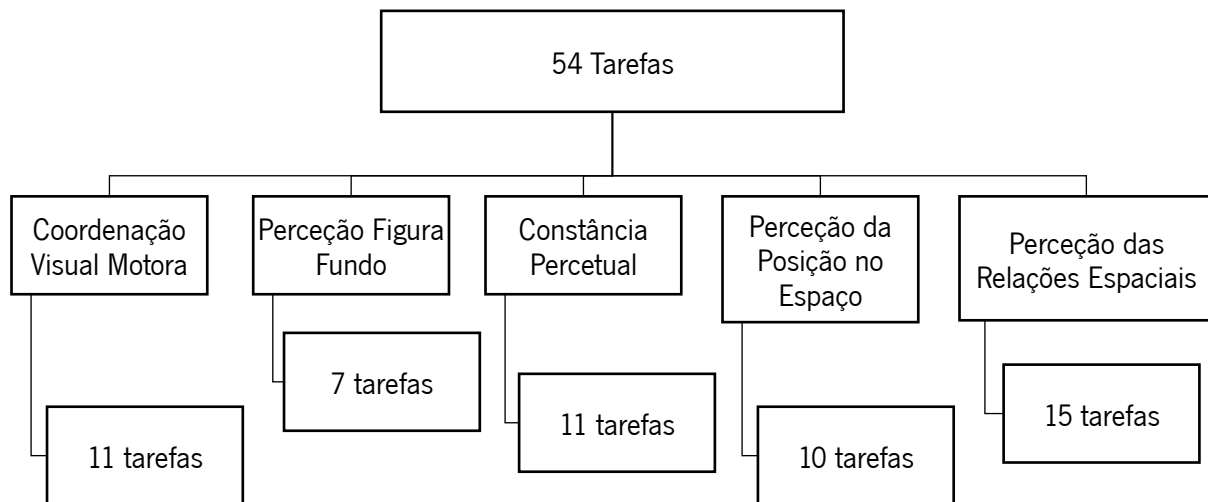 54 Tarefas
Coordenação
Visual Motora
Perceção Figura
Fundo
Constância
Percetual
Perceção da
Posição no
Espaço
Perceção das
Relações Espaciais
11 tarefas
7 tarefas
11 tarefas
10 tarefas
15 tarefas